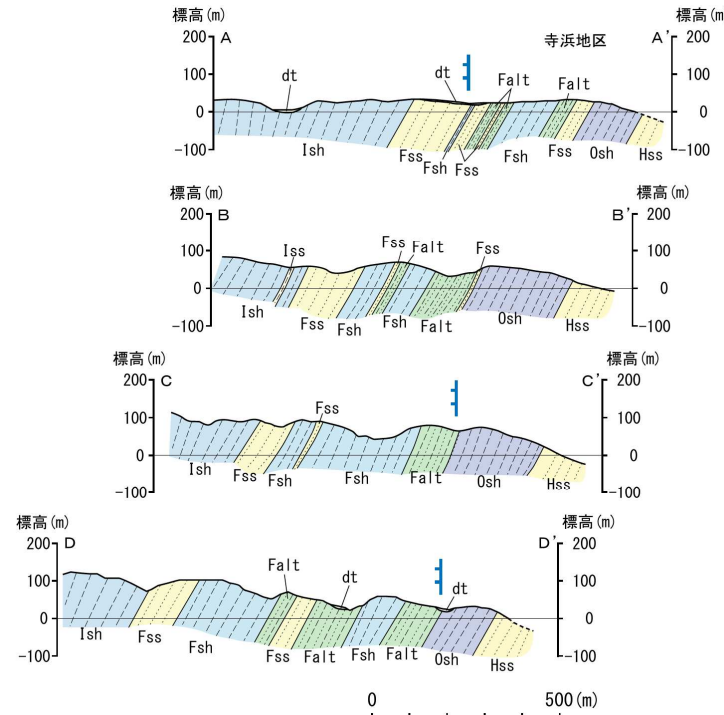 標高(m) 標高(m
200 A 寺浜地区 A' 200
dt dt Falt Falt
100 100
0 0
-100 -100
Ish Fss Fsh Fss Fsh Fss Osh Hss
標高(m) 標高(m)
200 B B' 200
Iss Fss Falt Fss
100 100
0 0
-100 -100
Ish Fss Fsh Fsh Falt Osh Hss
標高(m) 標高(m)
200 C C' 200
Fss
100 100
0 0
-100 -100
Ish Fss Fsh Fsh Falt Osh Hss
標高(m) 標高(m)
200 D D' 200
Falt dt dt
100 100
0 0
-100 -100
Ish Fss Fsh Fss Falt Fsh Falt Osh Hss
0 500(m)